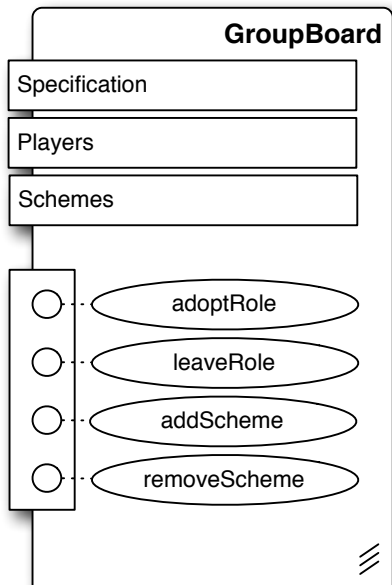 GroupBoard
Specification
Players
Schemes
adoptRole
leaveRole
addScheme
removeScheme